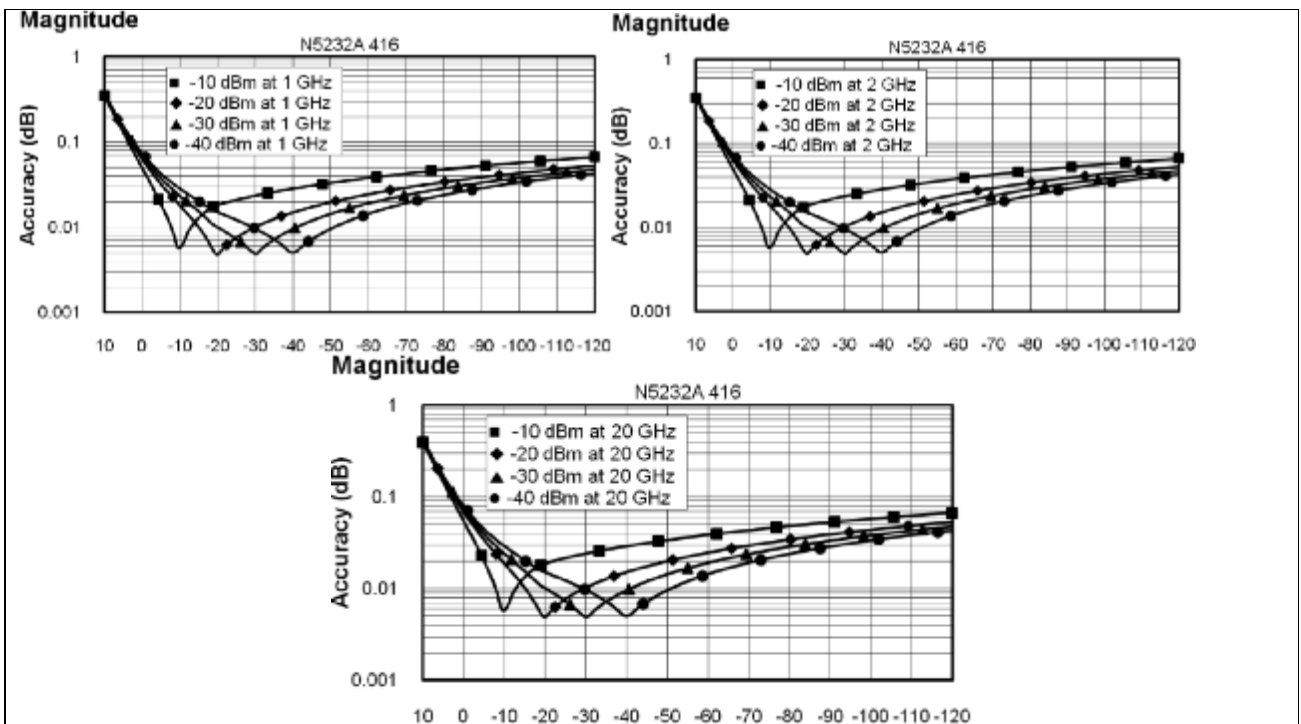 Magnitude
N5232A 416
Accuracy (dB)
1
0.1
0.01
0.001
-10 dBm at 1 GHz
-20 dBm at 1 GHz
-30 dBm at 1 GHz
-40 dBm at 1 GHz
10 0 -10 -20 -30 -40 -50 -60 -70 -80 -90 -100 -110 -120
Magnitude
N5232A 416
Accuracy (dB)
1
0.1
0.01
0.001
-10 dBm at 2 GHz
-20 dBm at 2 GHz
-30 dBm at 2 GHz
-40 dBm at 2 GHz
10 0 -10 -20 -30 -40 -50 -60 -70 -80 -90 -100 -110 -120
Magnitude
N5232A 416
Accuracy (dB)
1
0.1
0.01
0.001
-10 dBm at 20 GHz
-20 dBm at 20 GHz
-30 dBm at 20 GHz
-40 dBm at 20 GHz
10 0 -10 -20 -30 -40 -50 -60 -70 -80 -90 -100 -110 -120